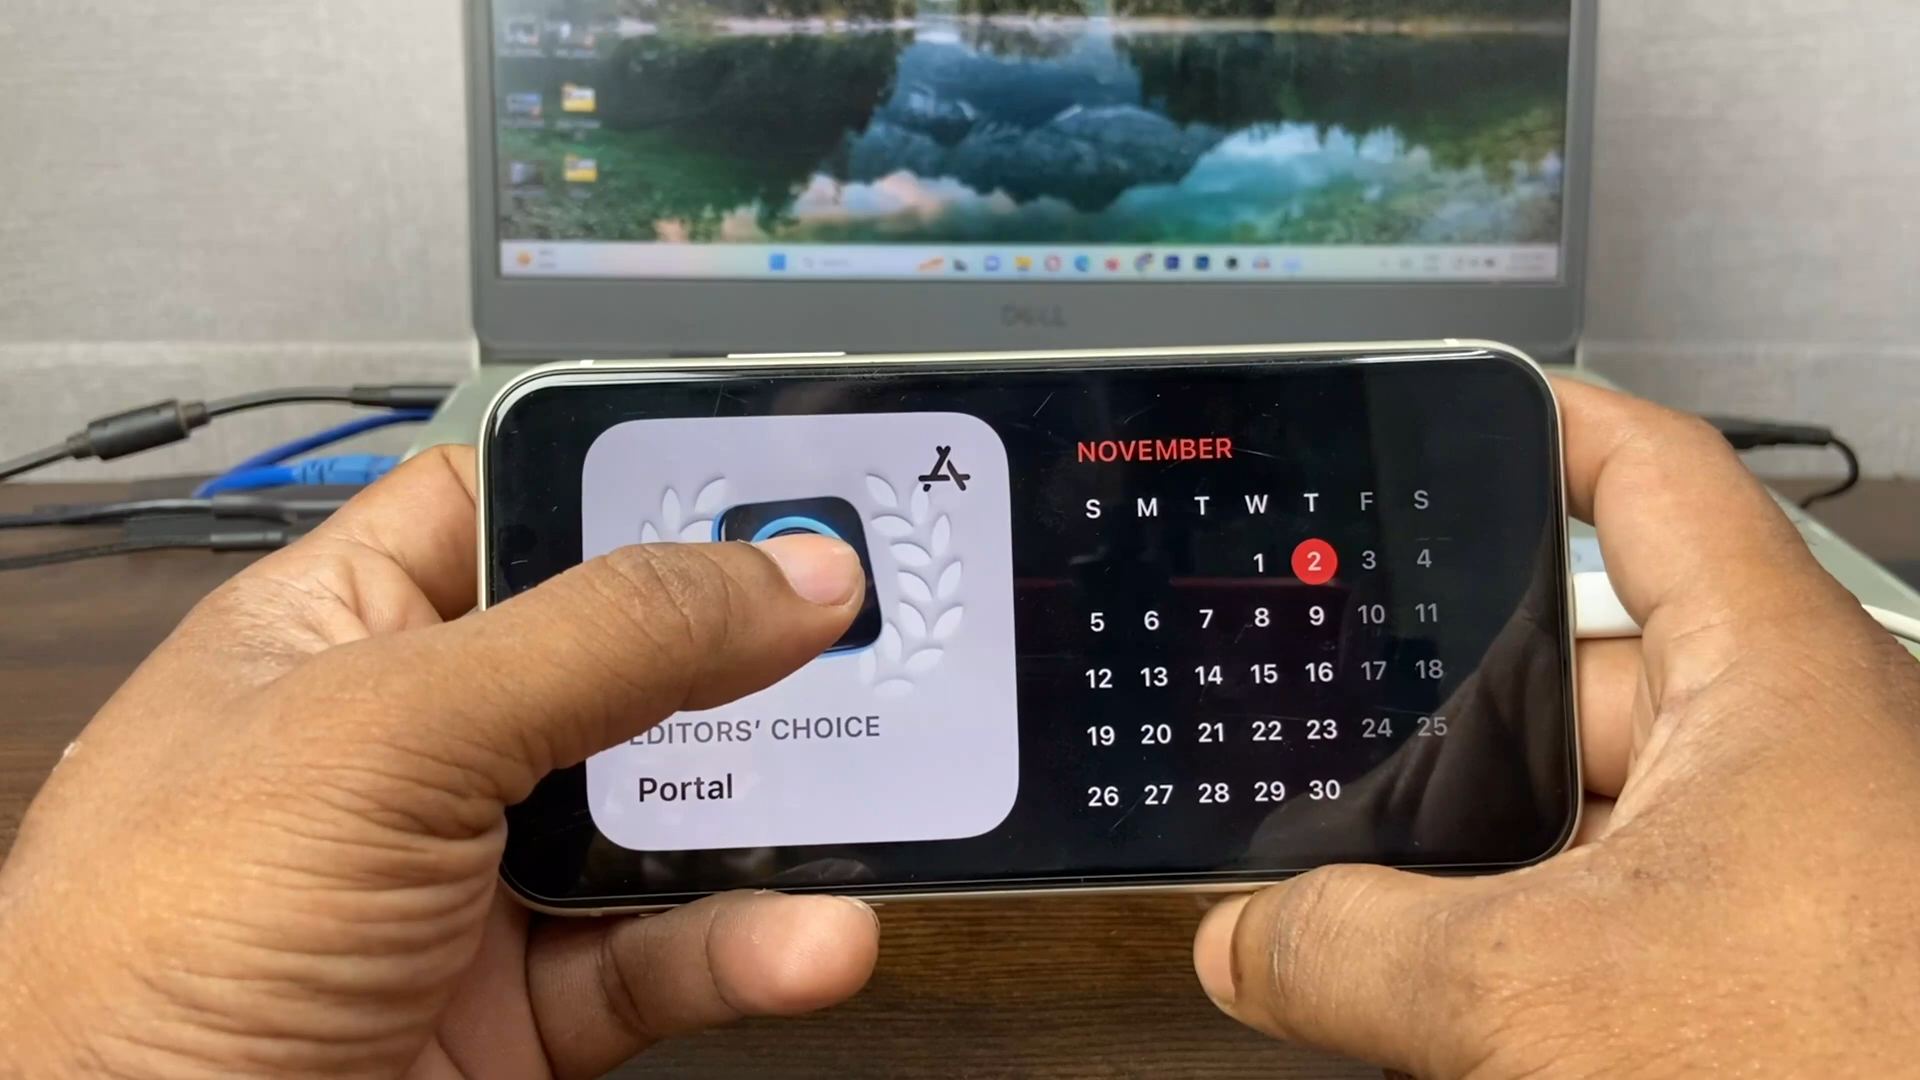 DELL
NOVEMBER
S M T W T F S
1 2 3 4
5 6 7 8 9 10 11
12 13 14 15 16 17 18
19 20 21 22 23 24 25
26 27 28 29 30
EDITORS’ CHOICE
Portal